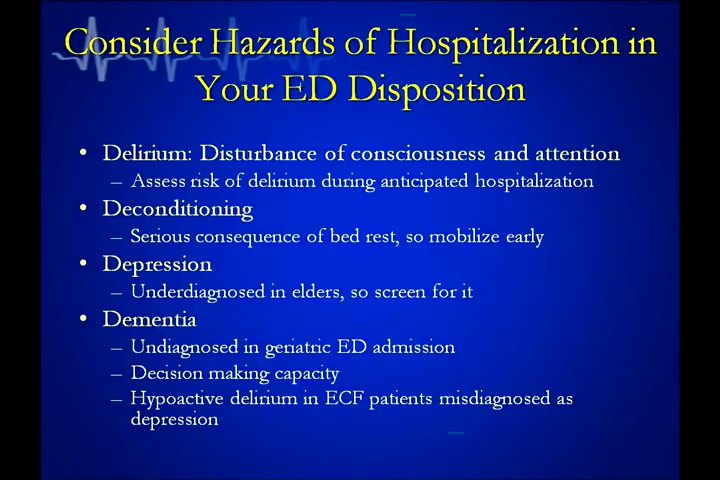 Consider Hazards of Hospitalization in
Your ED Disposition
• Delirium: Disturbance of consciousness and attention
– Assess risk of delirium during anticipated hospitalization
• Deconditioning
– Serious consequence of bed rest, so mobilize early
• Depression
– Underdiagnosed in elders, so screen for it
• Dementia
– Undiagnosed in geriatric ED admission
– Decision making capacity
– Hypoactive delirium in ECF patients misdiagnosed as
depression